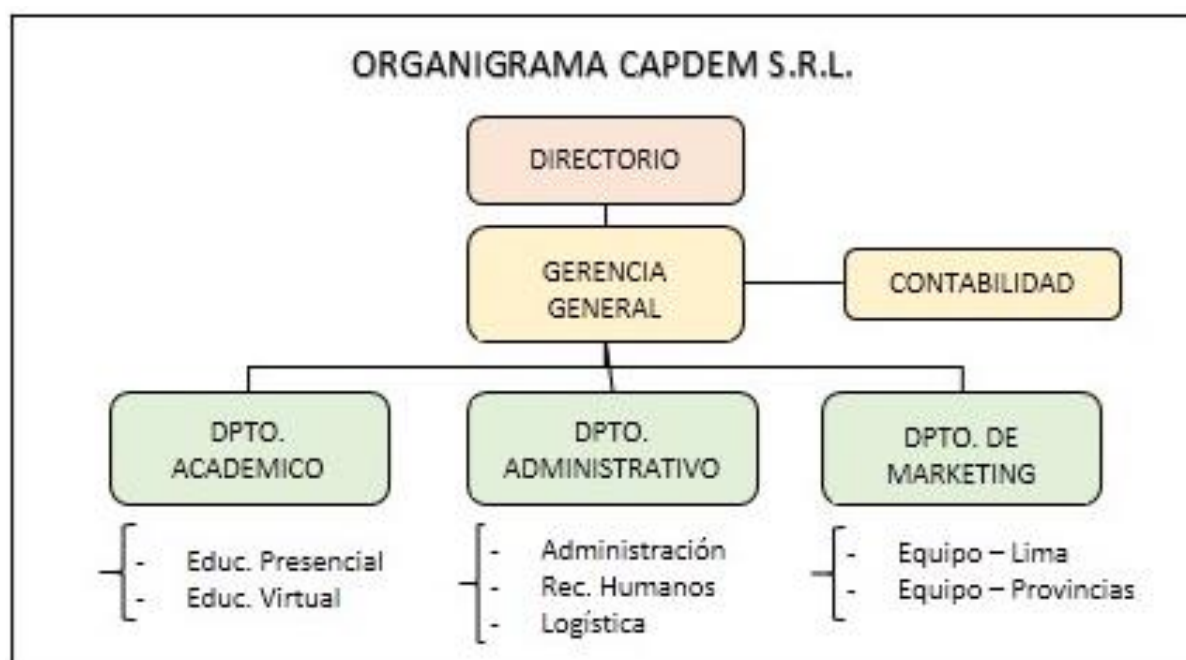 ORGANIGRAMA CAPDEM S.R.L.
DIRECTORIO
GERENCIA
GENERAL
CONTABILIDAD
DPTO.
ACADEMICO
DPTO.
ADMINISTRATIVO
DPTO. DE
MARKETING
- Educ. Presencial
- Educ. Virtual
- Administración
- Rec. Humanos
- Logística
- Equipo – Lima
- Equipo – Provincias